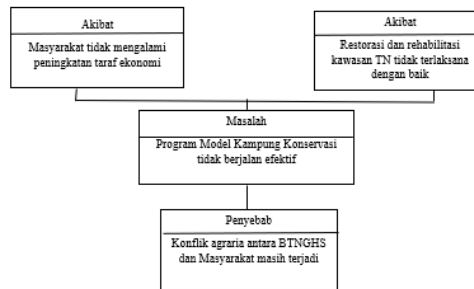 Akibat
Masyarakat tidak mengalami
peningkatan taraf ekonomi
Akibat
Restorasi dan rehabilitasi
kawasan TN tidak terlaksana
dengan baik
Masalah
Program Model Kampung Konservasi
tidak berjalan efektif
Penyebab
Konflik agraria antara BTNGHS
dan Masyarakat masih terjadi